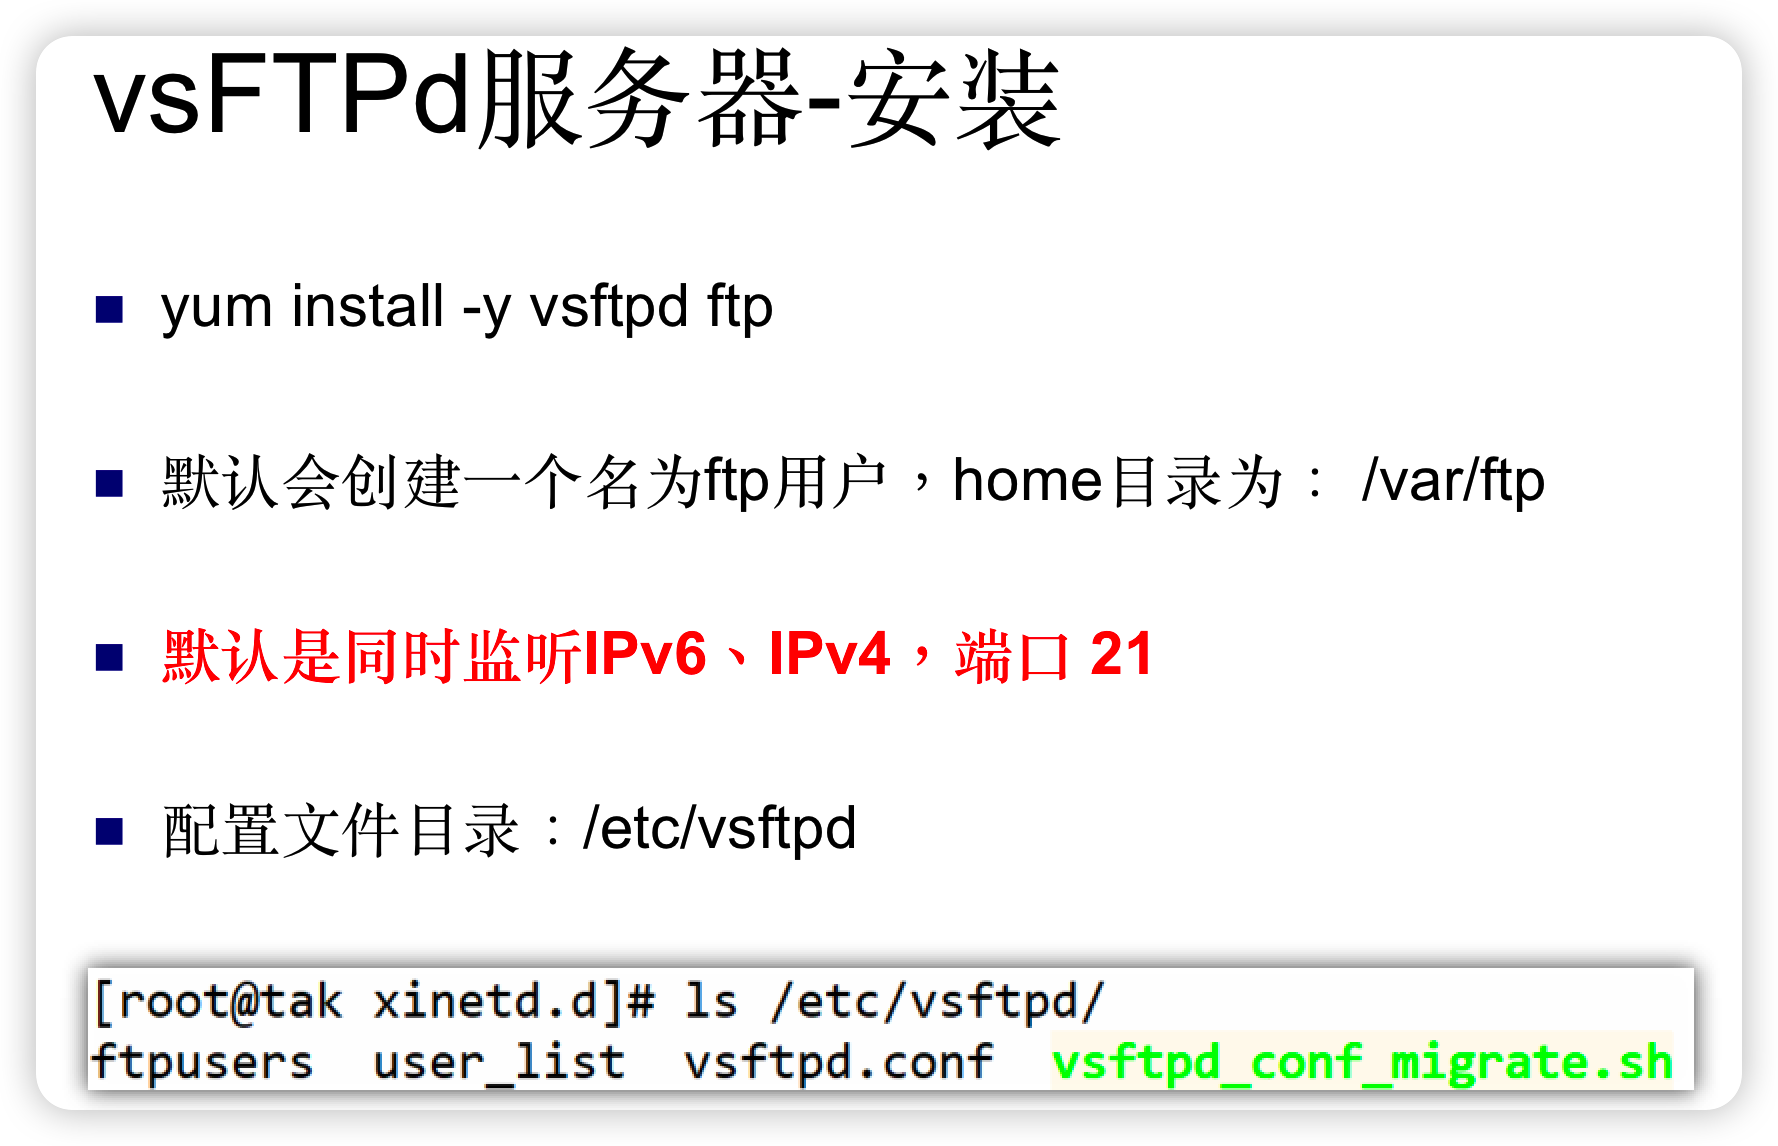 vsFTPd服务器-安装
yum install -y vsftpd ftp
默认会创建一个名为ftp用户，home目录为： /var/ftp
默认是同时监听IPv6、IPv4，端口 21
配置文件目录：/etc/vsftpd
[root@tak xinetd.d]# ls /etc/vsftpd/
ftpusers  user_list  vsftpd.conf  vsftpd_conf_migrate.sh